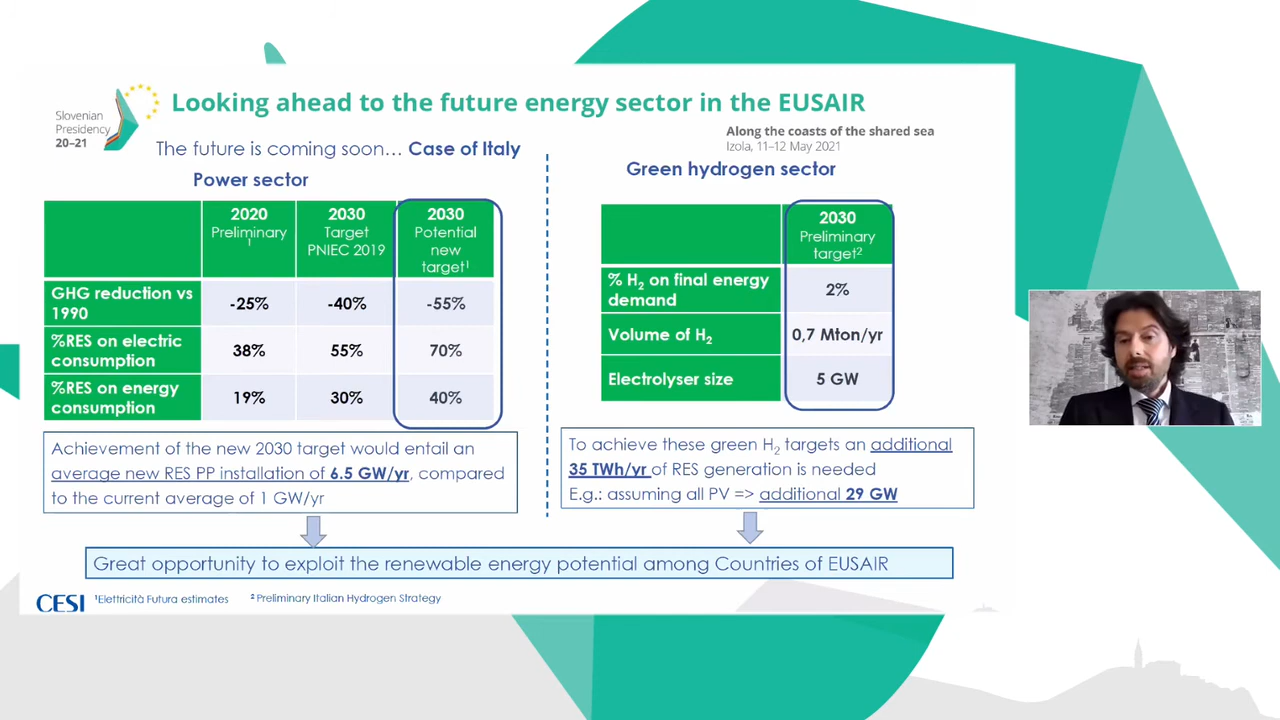 Slovenian
Presidency
20–21
Looking ahead to the future energy sector in the EUSAIR
Along the coasts of the shared sea
Izola, 11–12 May 2021
The future is coming soon… Case of Italy
Power sector
2020
Preliminary
1
2030
Target
PNIEC 2019
2030
Potential
new
target¹
GHG reduction vs
1990
-25%
-40%
-55%
%RES on electric
consumption
38%
55%
70%
%RES on energy
consumption
19%
30%
40%
Achievement of the new 2030 target would entail an
average new RES PP installation of 6.5 GW/yr, compared
to the current average of 1 GW/yr
Green hydrogen sector
2030
Preliminary
target²
% H₂ on final energy
demand
2%
Volume of H₂
0,7 Mton/yr
Electrolyser size
5 GW
To achieve these green H₂ targets an additional
35 TWh/yr of RES generation is needed
E.g.: assuming all PV => additional 29 GW
Great opportunity to exploit the renewable energy potential among Countries of EUSAIR
CESI
¹Elettricità Futura estimates
² Preliminary Italian Hydrogen Strategy